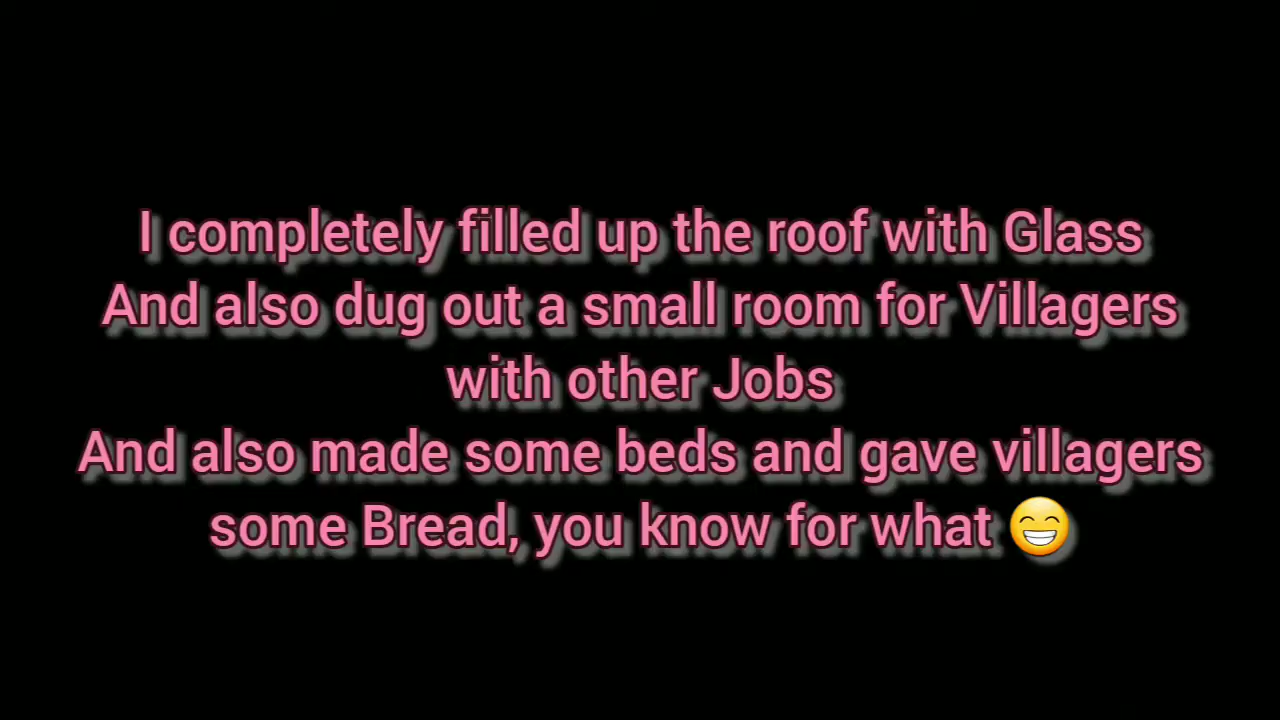 I completely filled up the roof with Glass
And also dug out a small room for Villagers
with other Jobs
And also made some beds and gave villagers
some Bread, you know for what 😁